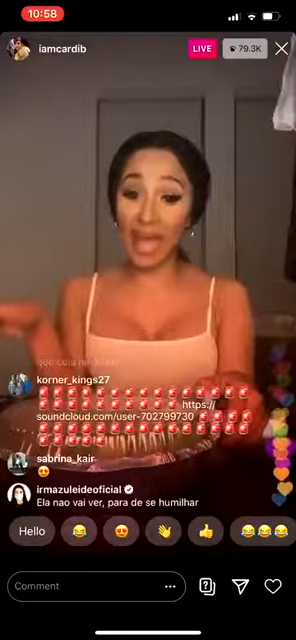 10:58
iamcardib
LIVE
79.3K
korner_kings27
🚨🚨🚨🚨🚨🚨🚨🚨🚨🚨🚨🚨🚨🚨🚨
🚨🚨🚨🚨🚨🚨🚨🚨🚨🚨 https://
soundcloud.com/user-702799730 🚨🚨🚨🚨
🚨🚨🚨🚨🚨🚨🚨🚨🚨🚨🚨🚨🚨🚨🚨
🚨🚨🚨🚨🚨
sabrina_kair
😍
irmazuleideoficial
Ela nao vai ver, para de se humilhar
Hello 😂 😍 👋 👍 😂😂😂
Comment